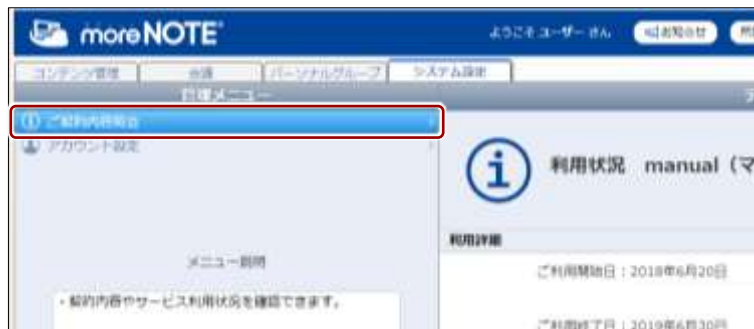 moreNOTE
ようこそ ユーザー さん
お知らせ
コンテンツ管理
会議
パーソナルグループ
システム設定
管理メニュー
ご契約内容照会
アカウント設定
利用状況 manual（マ
利用詳細
メニュー説明
ご利用開始日：2018年6月20日
・契約内容やサービス利用状況を確認できます。
ご利用終了日：2019年6月30日